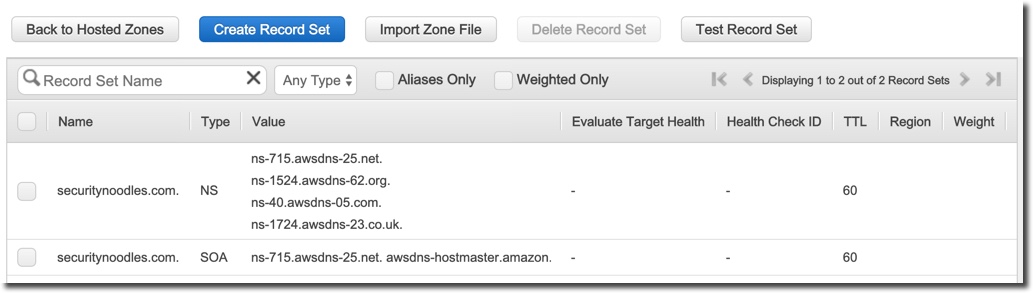 Back to Hosted Zones Create Record Set Import Zone File Delete Record Set Test Record Set
Record Set Name Any Type Aliases Only Weighted Only Displaying 1 to 2 out of 2 Record Sets
Name Type Value Evaluate Target Health Health Check ID TTL Region Weight
ns-715.awsdns-25.net.
ns-1524.awsdns-62.org.
securitynoodles.com. NS - - 60
ns-40.awsdns-05.com.
ns-1724.awsdns-23.co.uk.
securitynoodles.com. SOA ns-715.awsdns-25.net. awsdns-hostmaster.amazon. - - 60